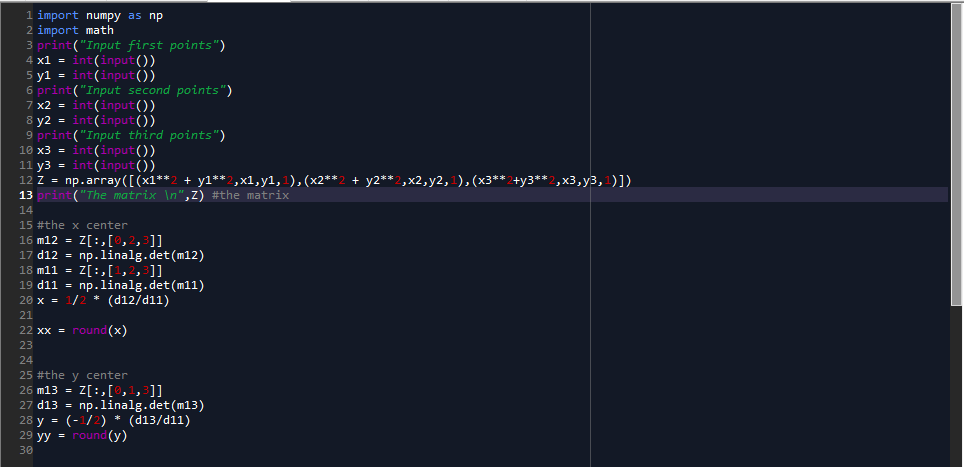 1 import numpy as np
2 import math
3 print("Input first points")
4 x1 = int(input())
5 y1 = int(input())
6 print("Input second points")
7 x2 = int(input())
8 y2 = int(input())
9 print("Input third points")
10 x3 = int(input())
11 y3 = int(input())
12 Z = np.array([(x1**2 + y1**2,x1,y1,1),(x2**2 + y2**2,x2,y2,1),(x3**2+y3**2,x3,y3,1)])
13 print("The matrix \n",Z) #the matrix
14
15 #the x center
16 m12 = Z[:,[0,2,3]]
17 d12 = np.linalg.det(m12)
18 m11 = Z[:,[1,2,3]]
19 d11 = np.linalg.det(m11)
20 x = 1/2 * (d12/d11)
21
22 xx = round(x)
23
24
25 #the y center
26 m13 = Z[:,[0,1,3]]
27 d13 = np.linalg.det(m13)
28 y = (-1/2) * (d13/d11)
29 yy = round(y)
30